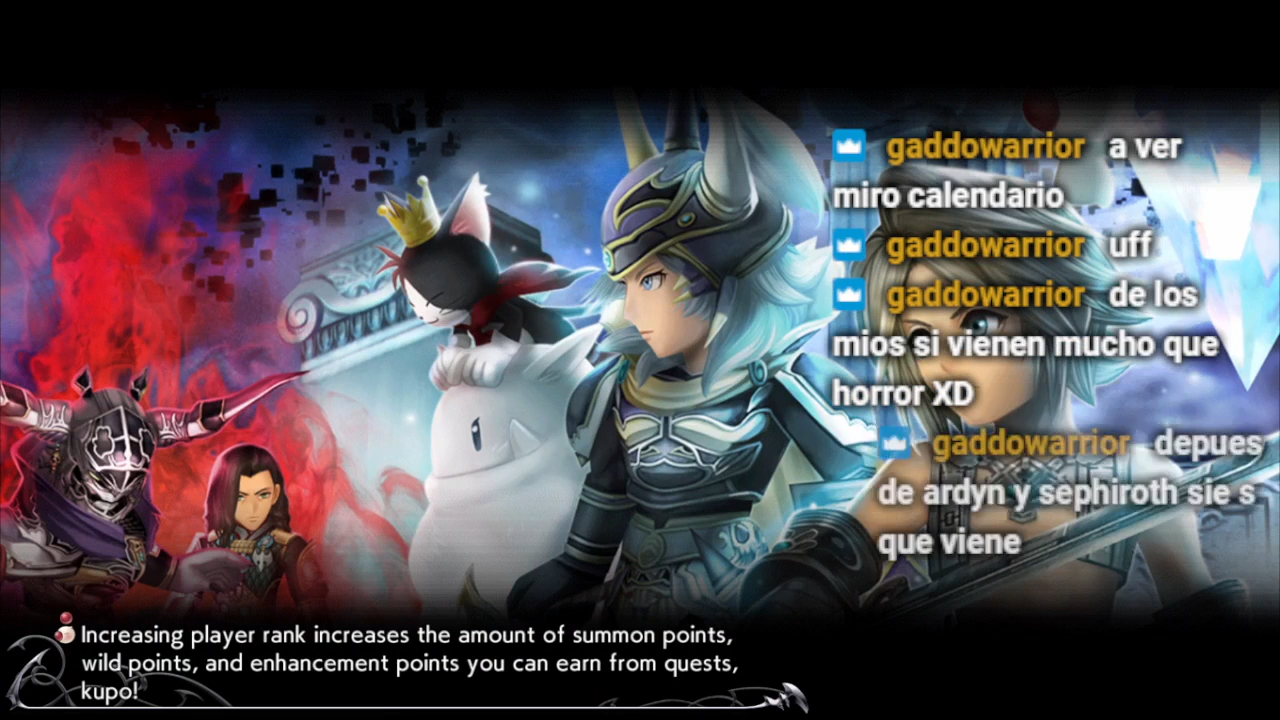 gaddowarrior a ver
miro calendario
gaddowarrior uff
gaddowarrior de los
mios si vienen mucho que
horror XD
gaddowarrior depues
de ardyn y sephiroth sie s
que viene
Increasing player rank increases the amount of summon points,
wild points, and enhancement points you can earn from quests,
kupo!